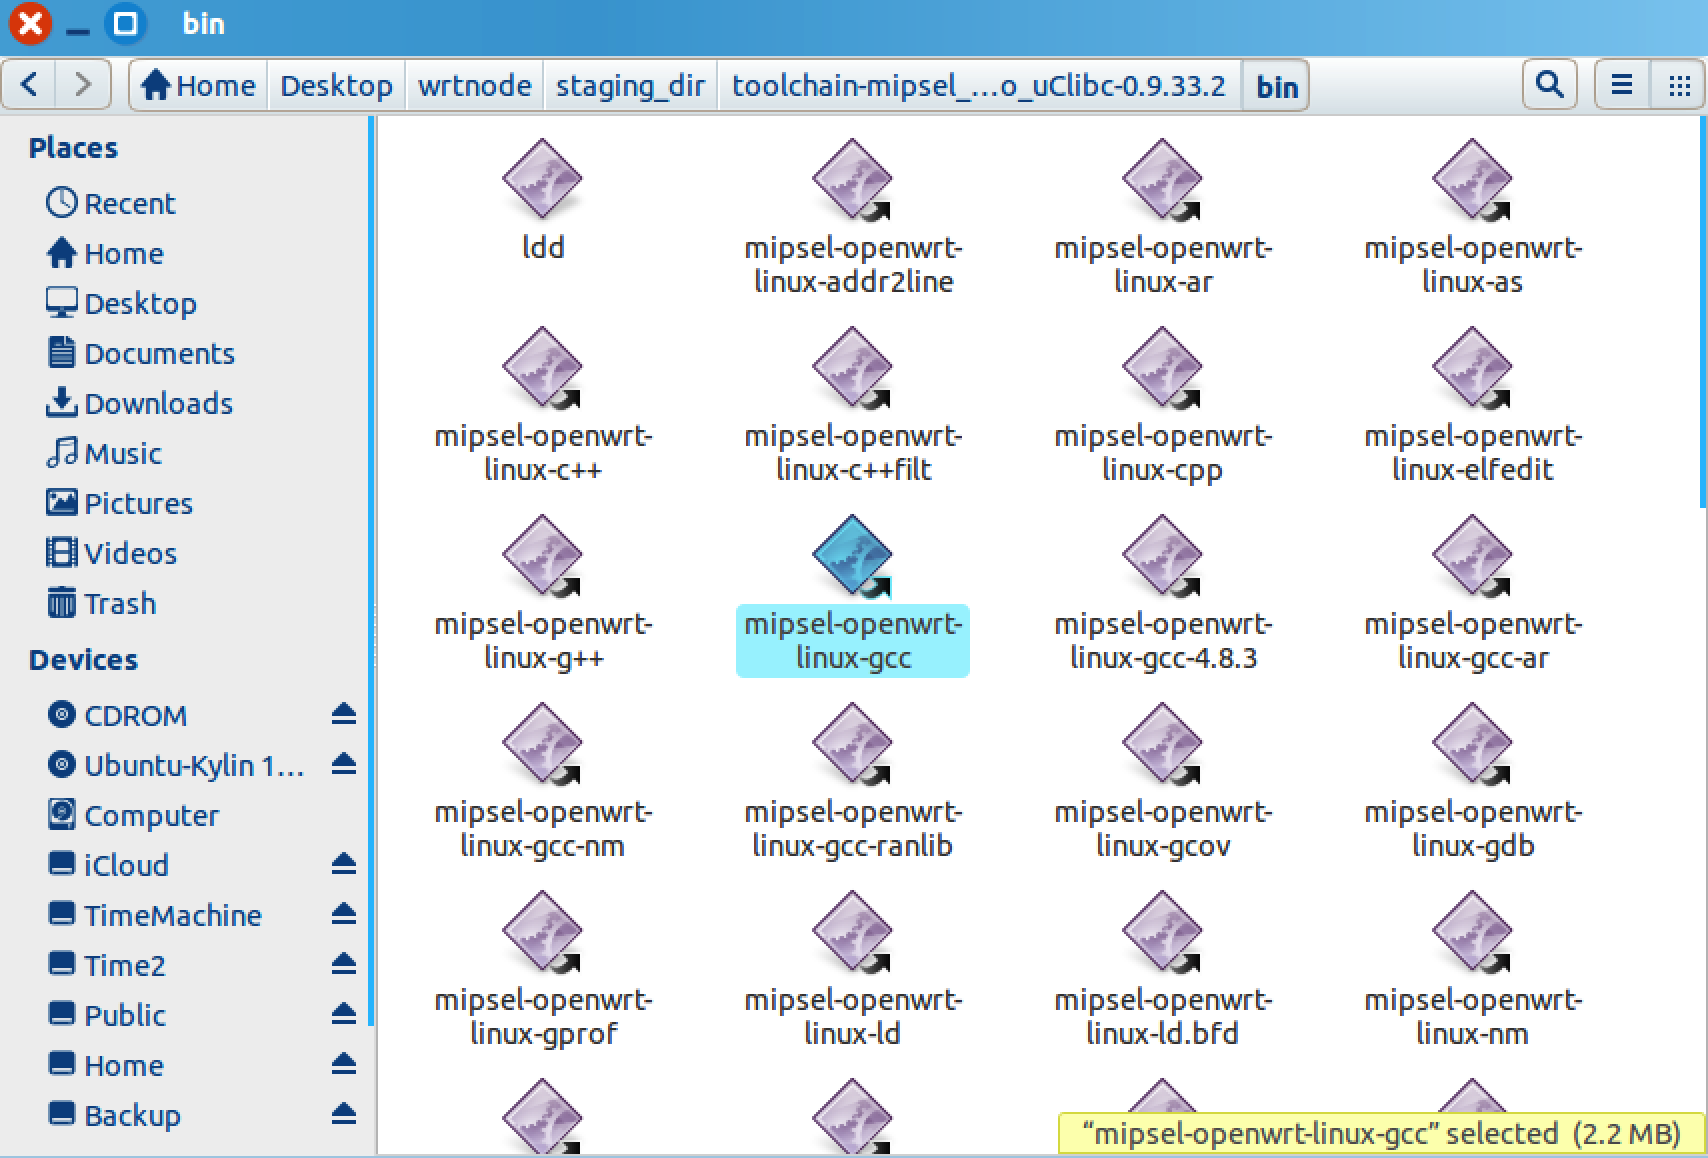 bin
Home
Desktop
wrtnode
staging_dir
toolchain-mipsel_...o_uClibc-0.9.33.2
bin
Places
Recent
Home
Desktop
Documents
Downloads
Music
Pictures
Videos
Trash
Devices
CDROM
Ubuntu-Kylin 1...
Computer
iCloud
TimeMachine
Time2
Public
Home
Backup
ldd
mipsel-openwrt-
linux-addr2line
mipsel-openwrt-
linux-ar
mipsel-openwrt-
linux-as
mipsel-openwrt-
linux-c++
mipsel-openwrt-
linux-c++filt
mipsel-openwrt-
linux-cpp
mipsel-openwrt-
linux-elfedit
mipsel-openwrt-
linux-g++
mipsel-openwrt-
linux-gcc
mipsel-openwrt-
linux-gcc-4.8.3
mipsel-openwrt-
linux-gcc-ar
mipsel-openwrt-
linux-gcc-nm
mipsel-openwrt-
linux-gcc-ranlib
mipsel-openwrt-
linux-gcov
mipsel-openwrt-
linux-gdb
mipsel-openwrt-
linux-gprof
mipsel-openwrt-
linux-ld
mipsel-openwrt-
linux-ld.bfd
mipsel-openwrt-
linux-nm
“mipsel-openwrt-linux-gcc” selected (2.2 MB)